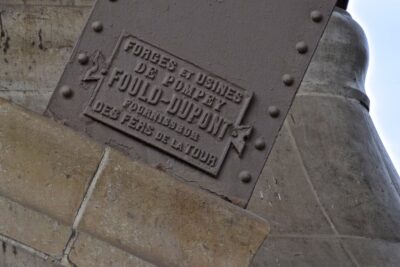 FORGES ET USINES
DE POMPEY
FOULD-DUPONT
FOURNISSEUR
DES FERS DE LA TOUR